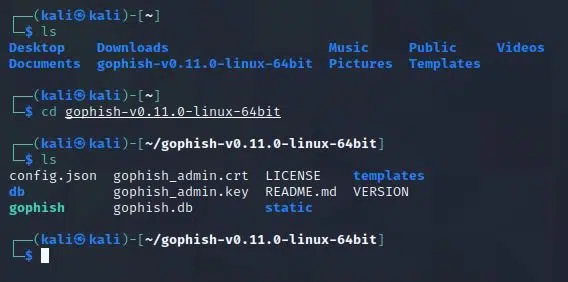 ┌──(kali㉿kali)-[~]
└─$ ls
Desktop Downloads Music Public Videos
Documents gophish-v0.11.0-linux-64bit Pictures Templates
┌──(kali㉿kali)-[~]
└─$ cd gophish-v0.11.0-linux-64bit
┌──(kali㉿kali)-[~/gophish-v0.11.0-linux-64bit]
└─$ ls
config.json gophish_admin.crt LICENSE templates
db gophish_admin.key README.md VERSION
gophish gophish.db static
┌──(kali㉿kali)-[~/gophish-v0.11.0-linux-64bit]
└─$